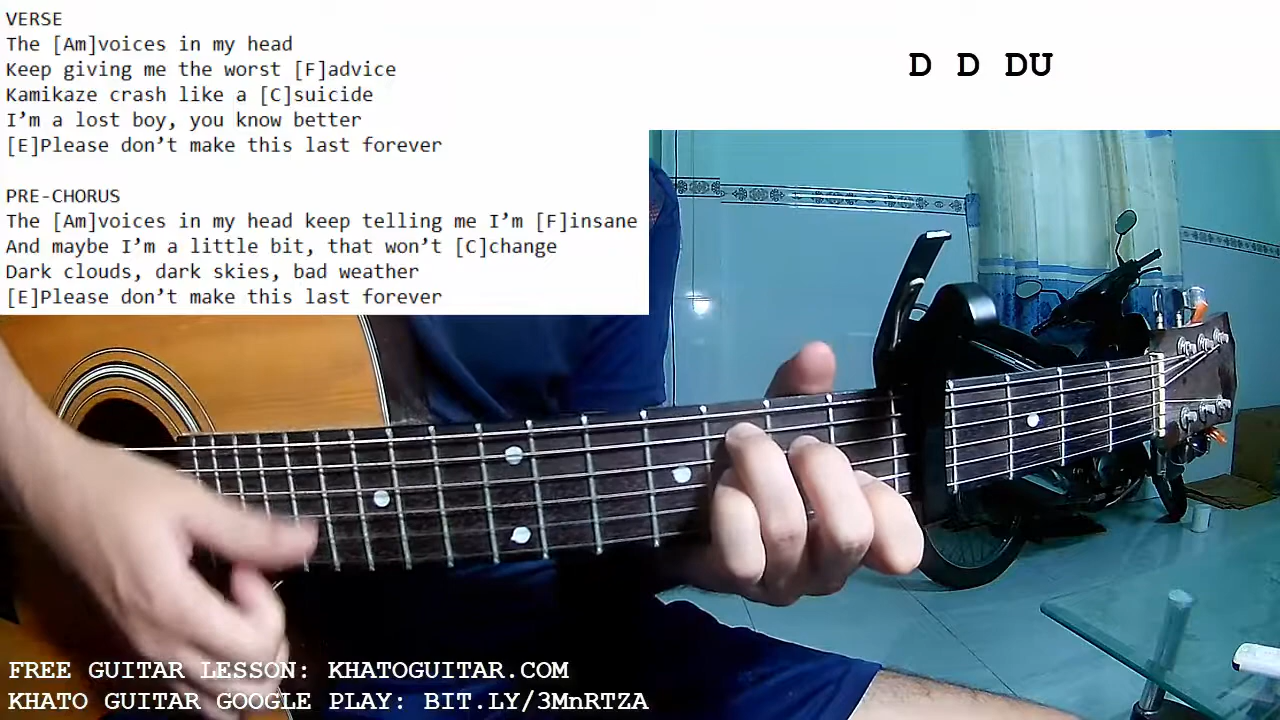 VERSE
The [Am]voices in my head
Keep giving me the worst [F]advice
Kamikaze crash like a [C]suicide
I’m a lost boy, you know better
[E]Please don’t make this last forever
PRE-CHORUS
The [Am]voices in my head keep telling me I’m [F]insane
And maybe I’m a little bit, that won’t [C]change
Dark clouds, dark skies, bad weather
[E]Please don’t make this last forever
D D DU
FREE GUITAR LESSON: KHATOGUITAR.COM
KHATO GUITAR GOOGLE PLAY: BIT.LY/3MnRTZA